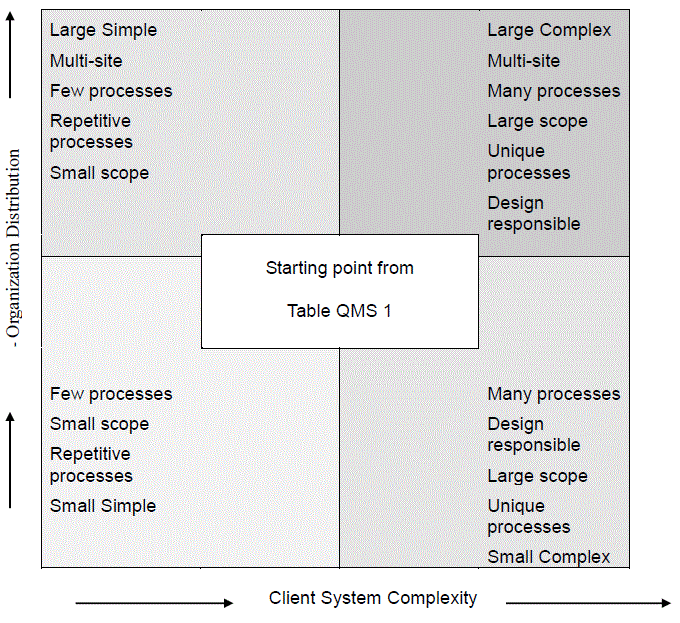 Large Simple
Multi-site
Few processes
Repetitive
processes
Small scope
Large Complex
Multi-site
Many processes
Large scope
Unique
processes
Design
responsible
- Organization Distribution
Starting point from
Table QMS 1
Few processes
Small scope
Repetitive
processes
Small Simple
Many processes
Design
responsible
Large scope
Unique
processes
Small Complex
Client System Complexity